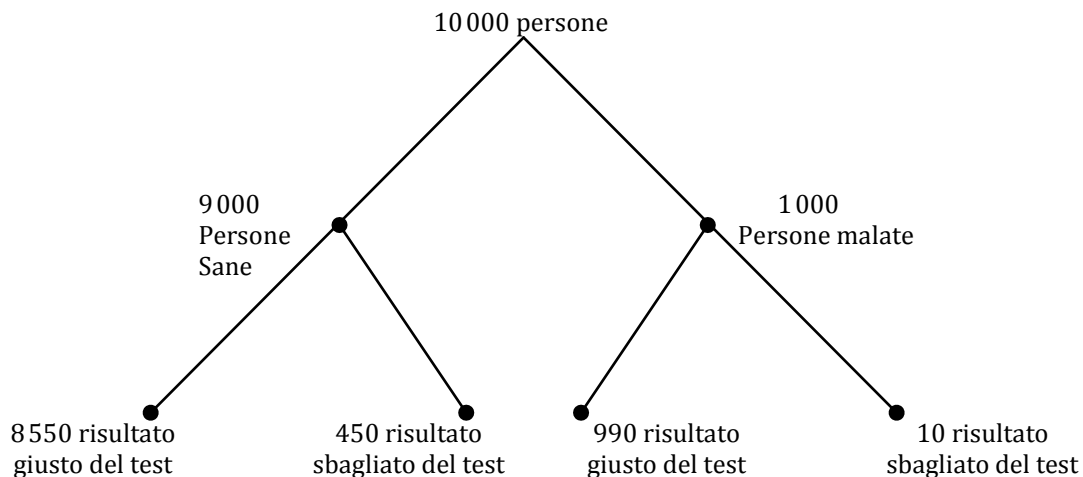 10 000 persone
9 000
Persone
Sane
1 000
Persone malate
8 550 risultato
giusto del test
450 risultato
sbagliato del test
990 risultato
giusto del test
10 risultato
sbagliato del test